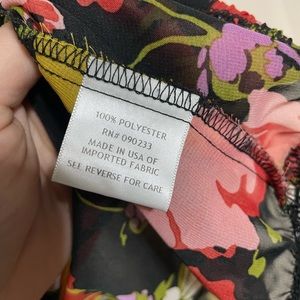 100% POLYESTER
RN# 090233
MADE IN USA OF
IMPORTED FABRIC
SEE REVERSE FOR CARE